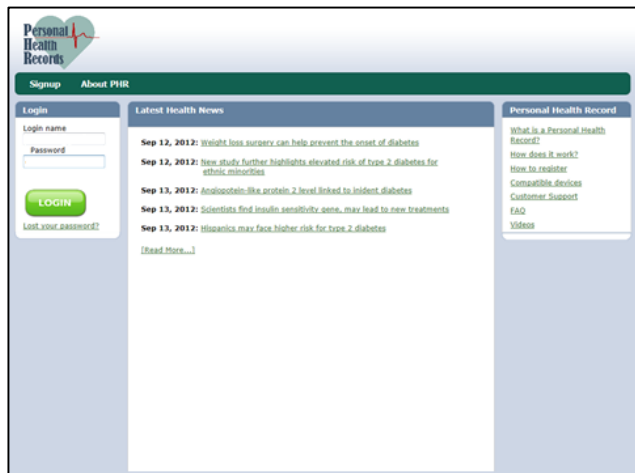 Personal
Health
Records
Signup About PHR
Login
Login name
Password
LOGIN
Lost your password?
Latest Health News
Sep 12, 2012: Weight loss surgery can help prevent the onset of diabetes
Sep 12, 2012: New study further highlights elevated risk of type 2 diabetes for
ethnic minorities
Sep 13, 2012: Angiopotein-like protein 2 level linked to inident diabetes
Sep 13, 2012: Scientists find insulin sensitivity gene, may lead to new treatments
Sep 13, 2012: Hispanics may face higher risk for type 2 diabetes
[Read More...]
Personal Health Record
What is a Personal Health
Record?
How does it work?
How to register
Compatible devices
Customer Support
FAQ
Videos